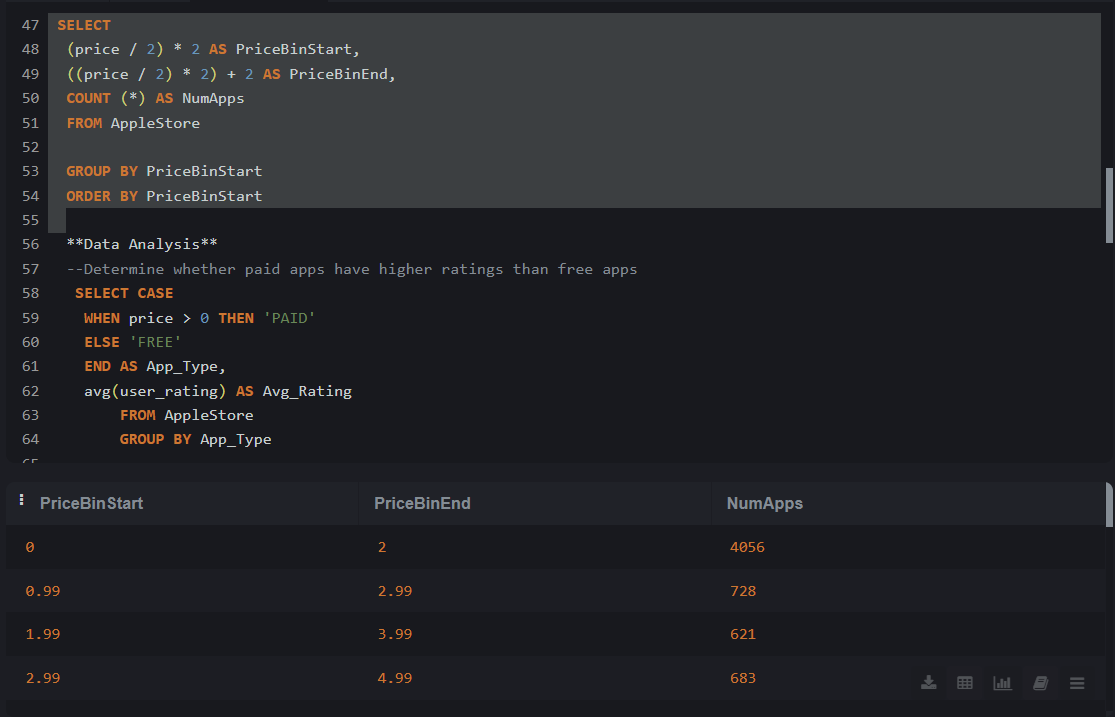 47 SELECT
48 (price / 2) * 2 AS PriceBinStart,
49 ((price / 2) * 2) + 2 AS PriceBinEnd,
50 COUNT (*) AS NumApps
51 FROM AppleStore
52
53 GROUP BY PriceBinStart
54 ORDER BY PriceBinStart
55
56 **Data Analysis**
57 --Determine whether paid apps have higher ratings than free apps
58 SELECT CASE
59 WHEN price > 0 THEN 'PAID'
60 ELSE 'FREE'
61 END AS App_Type,
62 avg(user_rating) AS Avg_Rating
63 FROM AppleStore
64 GROUP BY App_Type
PriceBinStart PriceBinEnd NumApps
0 2 4056
0.99 2.99 728
1.99 3.99 621
2.99 4.99 683